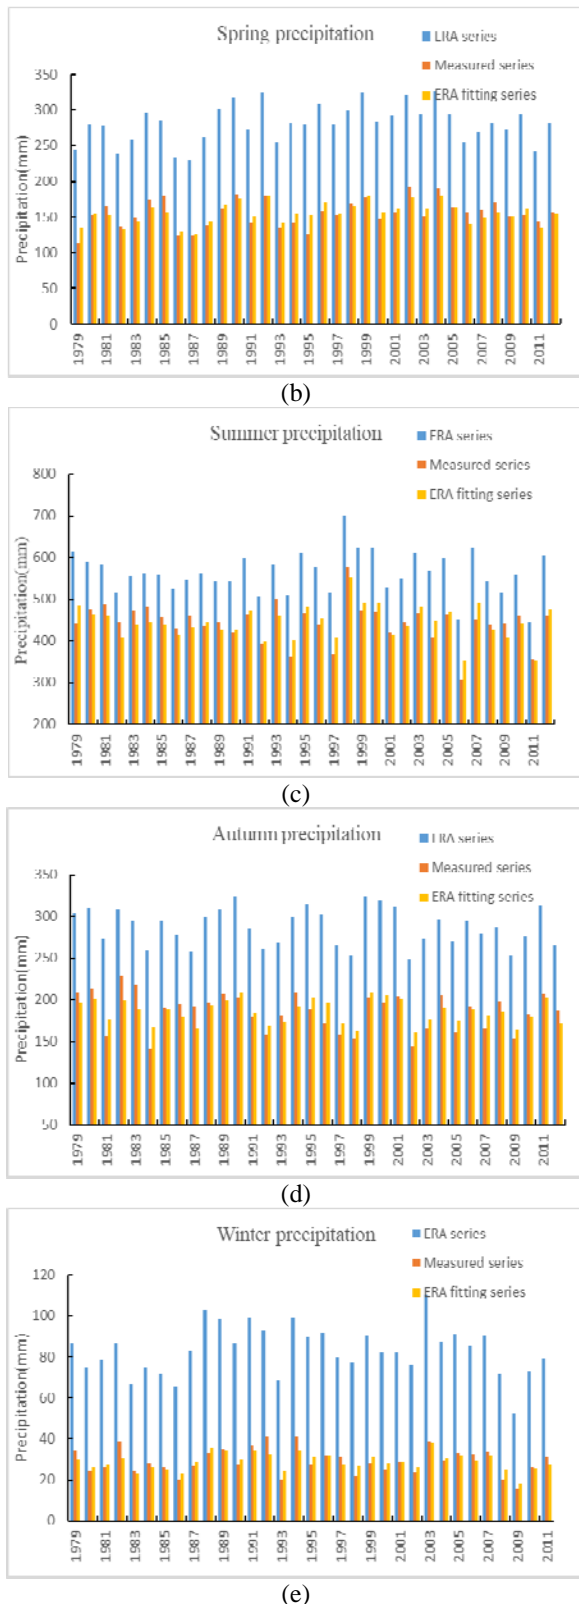 Spring precipitation
ERA series
Measured series
ERA fitting series
Precipitation(mm)
350
300
250
200
150
100
50
0
1979 1981 1983 1985 1987 1989 1991 1993 1995 1997 1999 2001 2003 2005 2007 2009 2011
(b)
Summer precipitation
ERA series
Measured series
ERA fitting series
Precipitation(mm)
800
700
600
500
400
300
200
1979 1981 1983 1985 1987 1989 1991 1993 1995 1997 1999 2001 2003 2005 2007 2009 2011
(c)
Autumn precipitation
ERA series
Measured series
ERA fitting series
Precipitation(mm)
350
300
250
200
150
100
50
1979 1981 1983 1985 1987 1989 1991 1993 1995 1997 1999 2001 2003 2005 2007 2009 2011
(d)
Winter precipitation
ERA series
Measured series
ERA fitting series
Precipitation(mm)
120
100
80
60
40
20
0
1979 1981 1983 1985 1987 1989 1991 1993 1995 1997 1999 2001 2003 2005 2007 2009 2011
(e)